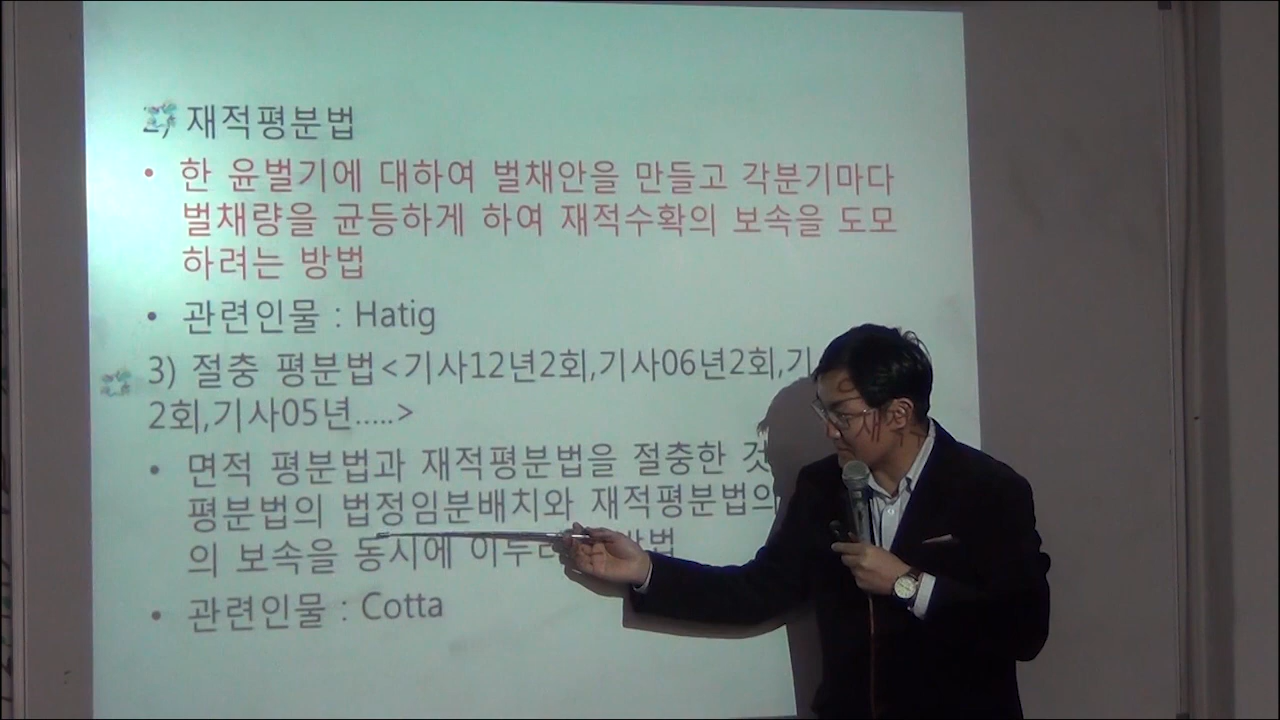 2) 재적평분법
• 한 윤벌기에 대하여 벌채안을 만들고 각분기마다
벌채량을 균등하게 하여 재적수확의 보속을 도모
하려는 방법
• 관련인물 : Hatig
3) 절충 평분법<기사12년2회,기사06년2회,기
2회,기사05년.....>
• 면적 평분법과 재적평분법을 절충한
평분법의 법정임분배치와 재적평분법의
의 보속을 동시에 방법
• 관련인물 : Cotta